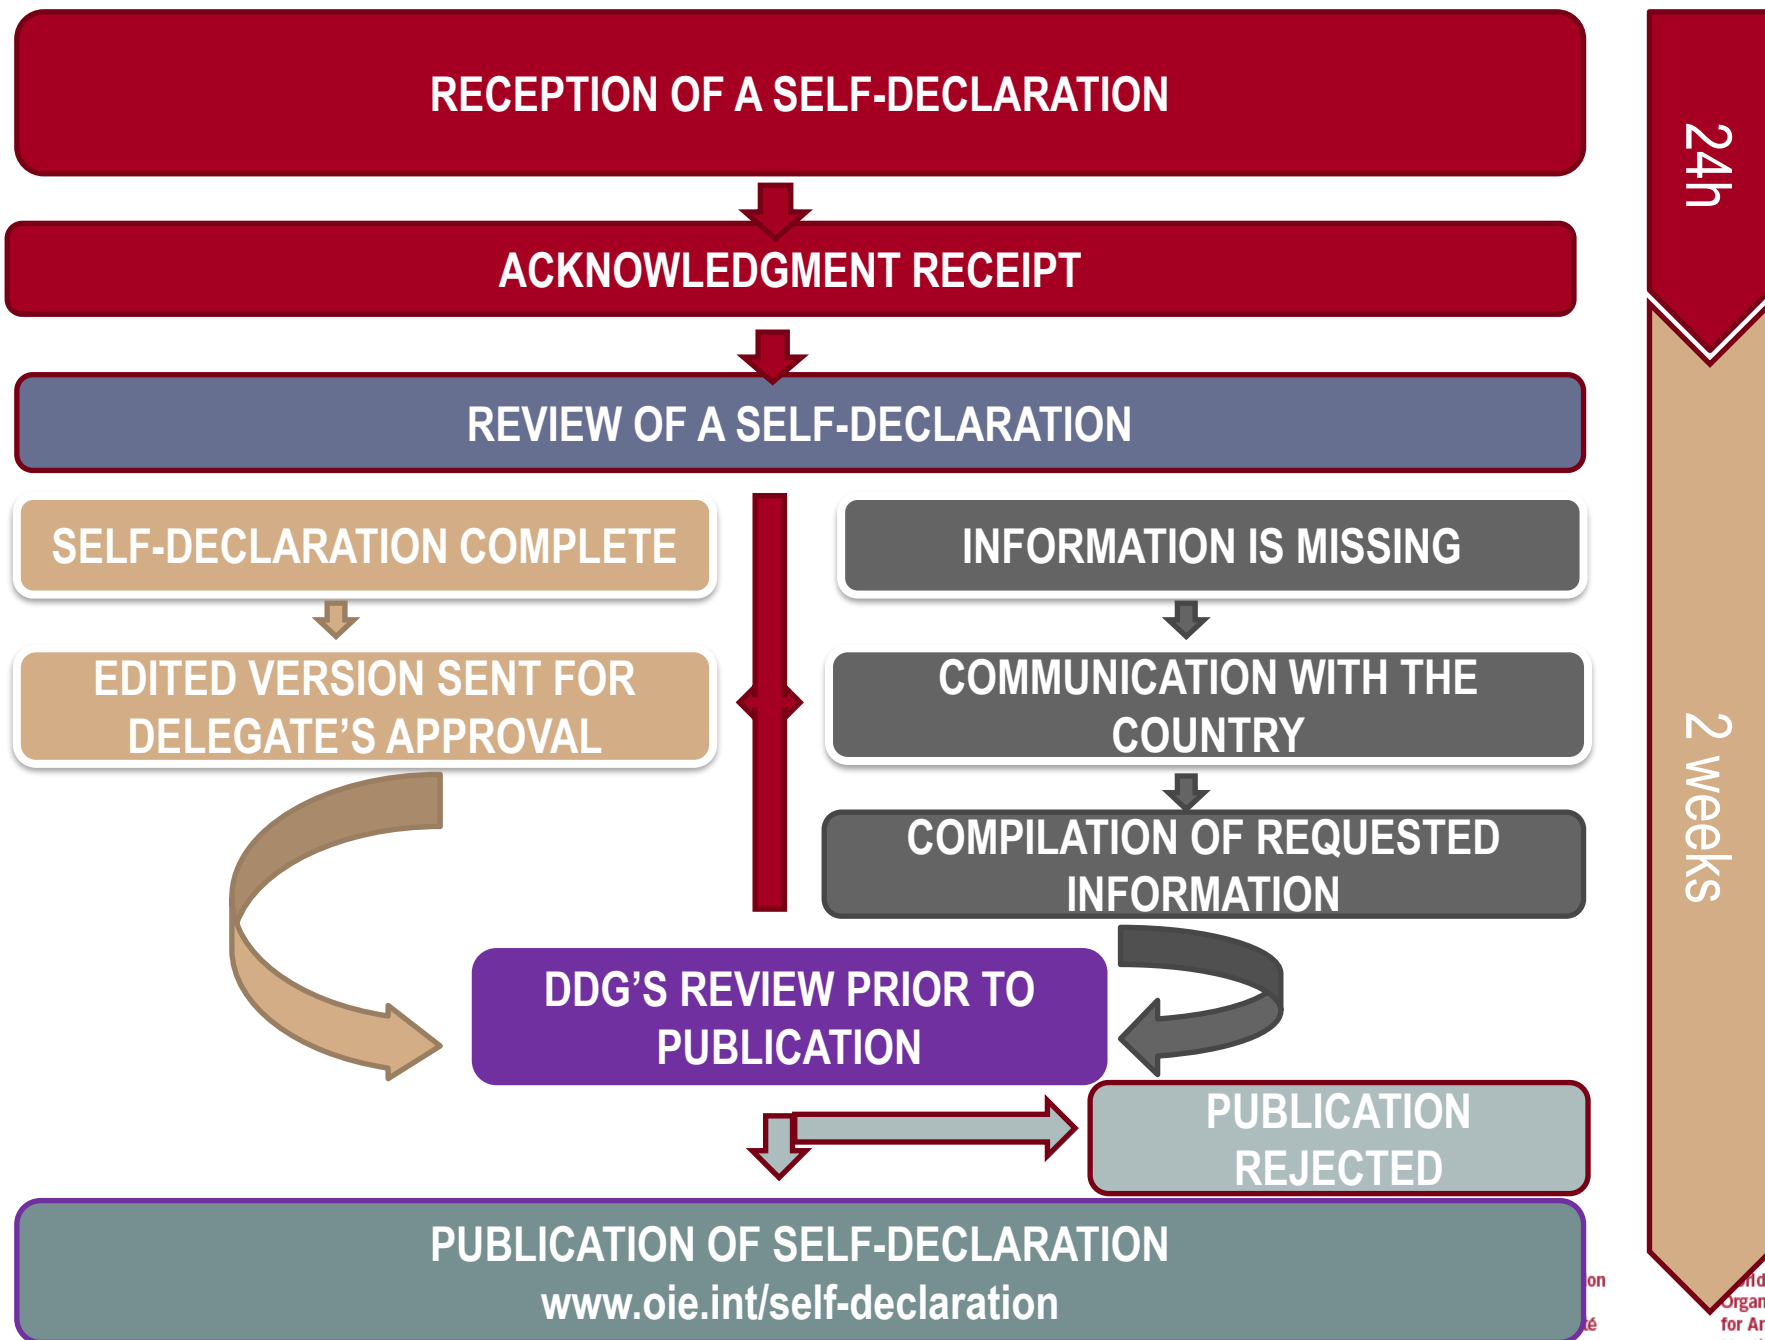 RECEPTION OF A SELF-DECLARATION
24h
ACKNOWLEDGMENT RECEIPT
REVIEW OF A SELF-DECLARATION
SELF-DECLARATION COMPLETE
INFORMATION IS MISSING
EDITED VERSION SENT FOR
DELEGATE’S APPROVAL
COMMUNICATION WITH THE
COUNTRY
2 weeks
COMPILATION OF REQUESTED
INFORMATION
DDG’S REVIEW PRIOR TO
PUBLICATION
PUBLICATION
REJECTED
PUBLICATION OF SELF-DECLARATION
www.oie.int/self-declaration
for